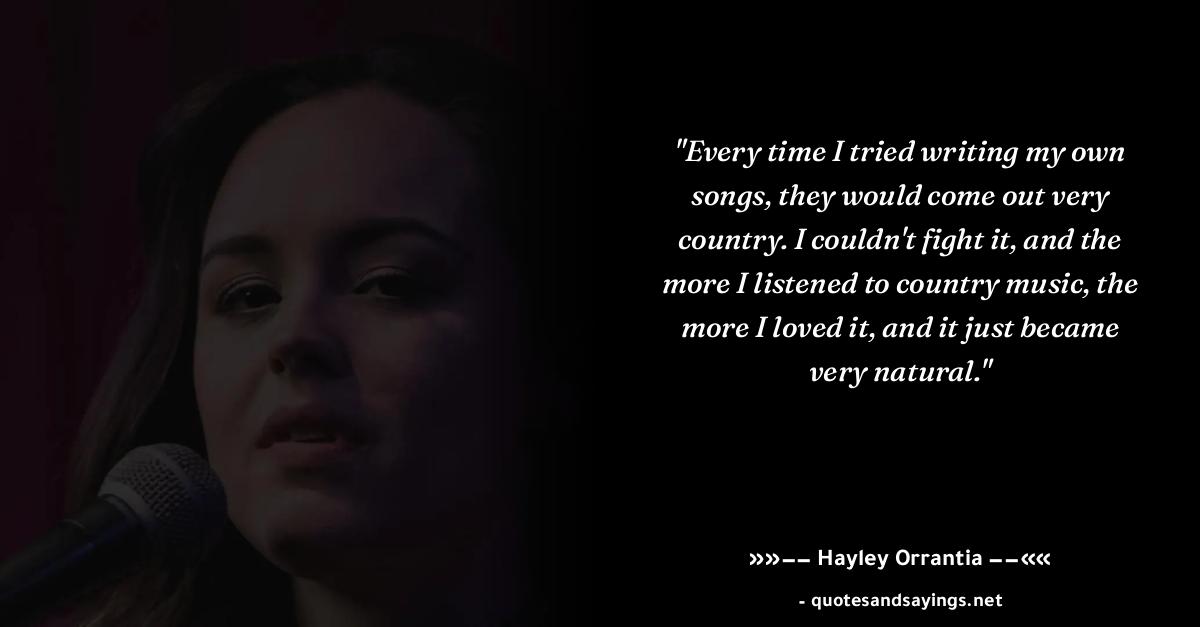 "Every time I tried writing my own
songs, they would come out very
country. I couldn't fight it, and the
more I listened to country music, the
more I loved it, and it just became
very natural."
»»−− Hayley Orrantia −−««
- quotesandsayings.net